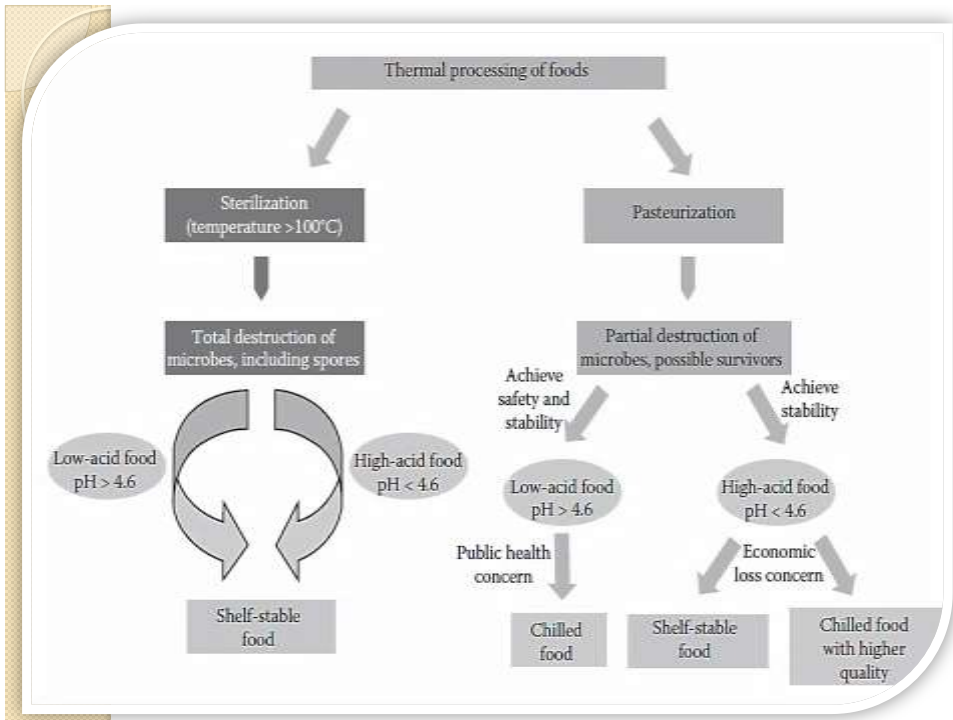 Thermal processing of foods
Sterilization
(temperature >100°C)
Pasteurization
Total destruction of
microbes, including spores
Partial destruction of
microbes, possible survivors
Achieve
safety and
stability
Achieve
stability
Low-acid food
pH > 4.6
High-acid food
pH < 4.6
Low-acid food
pH > 4.6
High-acid food
pH < 4.6
Public health
concern
Economic
loss concern
Shelf-stable
food
Chilled
food
Shelf-stable
food
Chilled food
with higher
quality